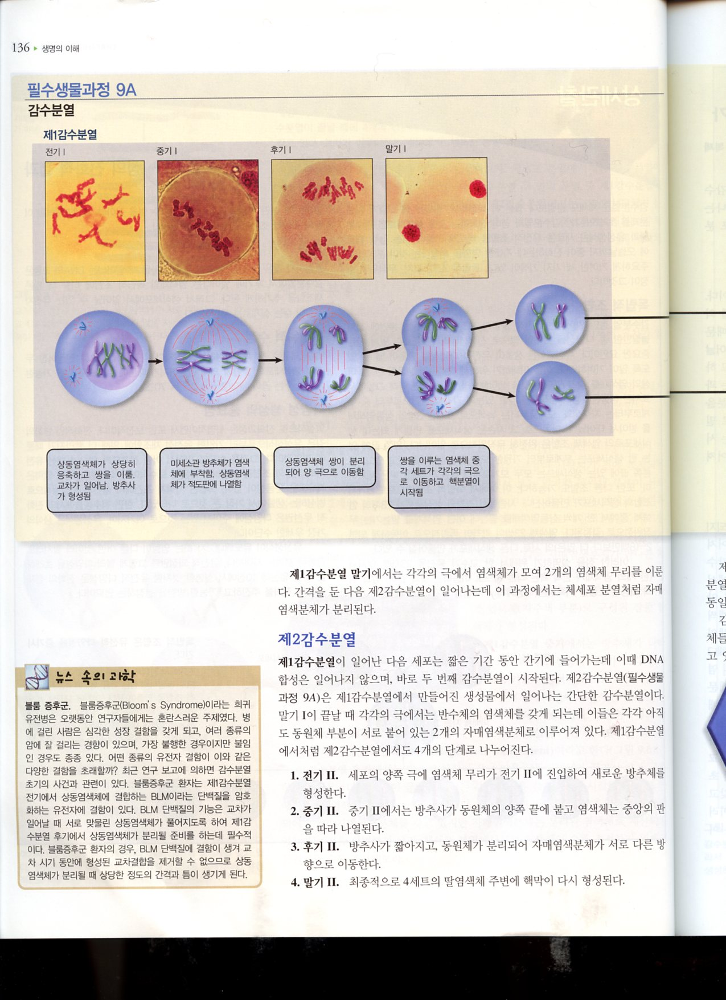 136 ▶ 생명의 이해
필수생물과정 9A
감수분열
제1감수분열
전기 I
중기 I
후기 I
말기 I
상동염색체가 상당히
응축하고 쌍을 이룸.
교차가 일어남. 방추사
가 형성됨
미세소관 방추체가 염색
체에 부착함. 상동염색
체가 적도판에 나열함
상동염색체 쌍이 분리
되어 양 극으로 이동함
쌍을 이루는 염색체 중
각 세트가 각각의 극으
로 이동하고 핵분열이
시작됨
제1감수분열 말기에서는 각각의 극에서 염색체가 모여 2개의 염색체 무리를 이룬
다. 간격을 둔 다음 제2감수분열이 일어나는데 이 과정에서는 체세포 분열처럼 자매
염색분체가 분리된다.
제2감수분열
제1감수분열이 일어난 다음 세포는 짧은 기간 동안 간기에 들어가는데 이때 DNA
합성은 일어나지 않으며, 바로 두 번째 감수분열이 시작된다. 제2감수분열(필수생물
과정 9A)은 제1감수분열에서 만들어진 생성물에서 일어나는 간단한 감수분열이다.
말기 I이 끝날 때 각각의 극에서는 반수체의 염색체를 갖게 되는데 이들은 각각 아직
도 동원체 부분이 서로 붙어 있는 2개의 자매염색분체로 이루어져 있다. 제1감수분열
에서처럼 제2감수분열에서도 4개의 단계로 나누어진다.
1. 전기 II. 세포의 양쪽 극에 염색체 무리가 전기 II에 진입하여 새로운 방추체를
형성한다.
2. 중기 II. 중기 II에서는 방추사가 동원체의 양쪽 끝에 붙고 염색체는 중앙의 판
을 따라 나열된다.
3. 후기 II. 방추사가 짧아지고, 동원체가 분리되어 자매염색분체가 서로 다른 방
향으로 이동한다.
4. 말기 II. 최종적으로 4세트의 딸염색체 주변에 핵막이 다시 형성된다.
뉴스 속의 과학
블룸 증후군. 블룸증후군(Bloom's Syndrome)이라는 희귀
유전병은 오랫동안 연구자들에게는 혼란스러운 주제였다. 병
에 걸린 사람은 심각한 성장 결함을 갖게 되고, 여러 종류의
암에 잘 걸리는 경향이 있으며, 가장 불행한 경우이지만 불임
인 경우도 종종 있다. 어떤 종류의 유전자 결함이 이와 같은
다양한 결함을 초래할까? 최근 연구 보고에 의하면 감수분열
초기의 사건과 관련이 있다. 블룸증후군 환자는 제1감수분열
전기에서 상동염색체에 결합하는 BLM이라는 단백질을 암호
화하는 유전자에 결함이 있다. BLM 단백질의 기능은 교차가
일어날 때 서로 맞물린 상동염색체가 풀어지도록 하여 제1감
수분열 후기에서 상동염색체가 분리될 준비를 하는데 필수적
이다. 블룸증후군 환자의 경우, BLM 단백질에 결함이 생겨 교
차 시기 동안에 형성된 교차결합을 제거할 수 없으므로 상동
염색체가 분리될 때 상당한 정도의 간격과 틈이 생기게 된다.
분열
동일
체들